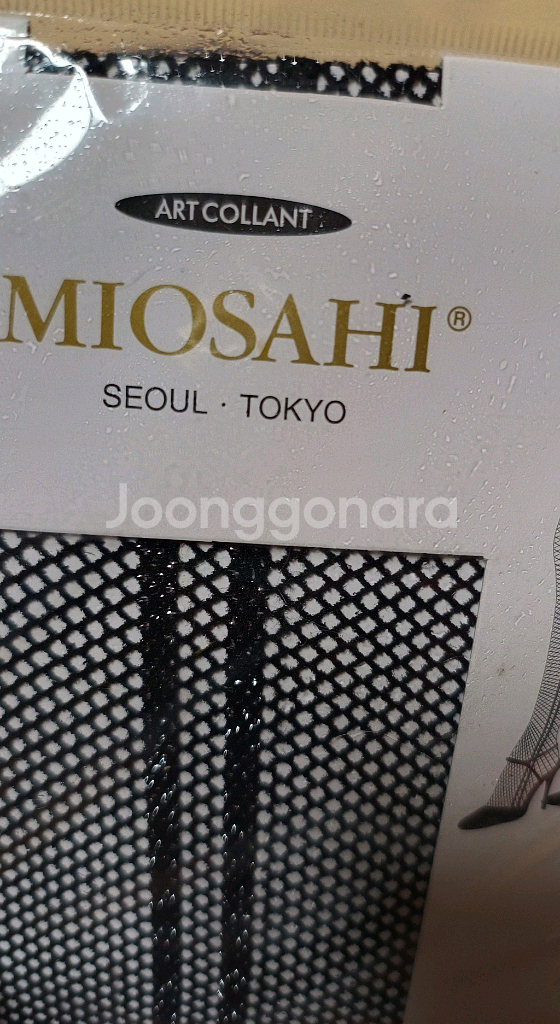 ART COLLANT
MIOSAHI®
SEOUL · TOKYO
Joonggonara